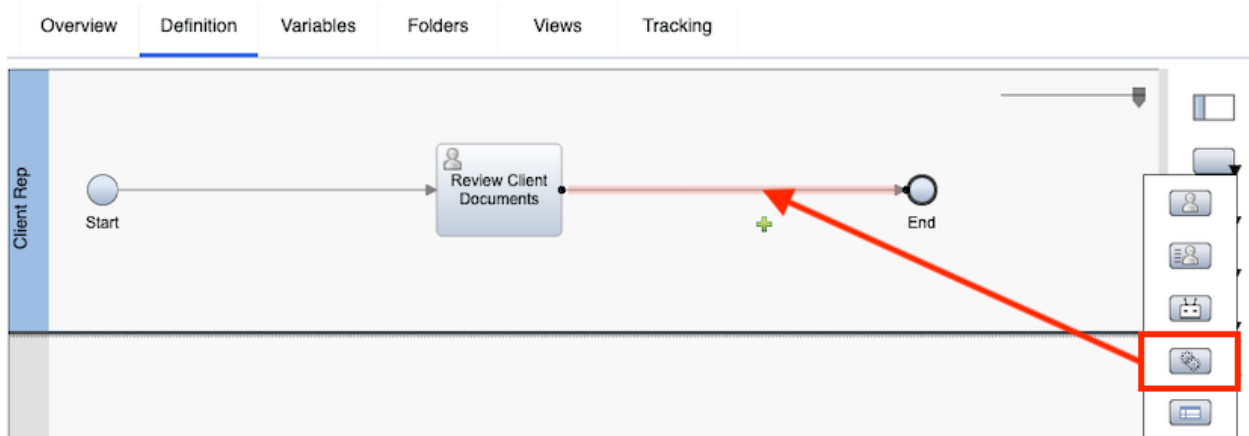 Overview Definition Variables Folders Views Tracking
Client Rep
Start
Review Client
Documents
End